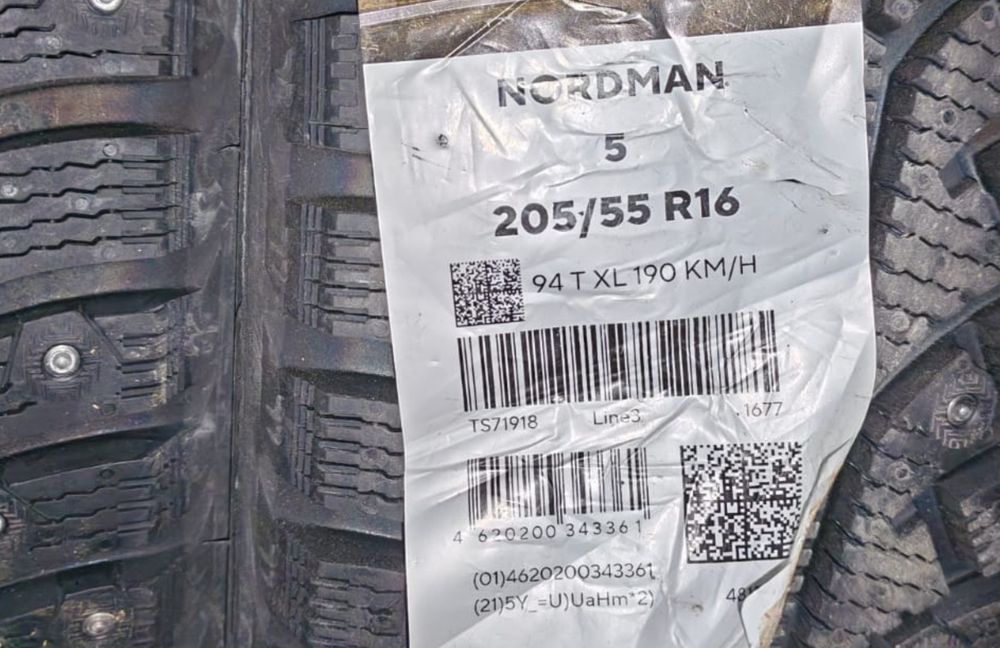 NORDMAN
5
205/55 R16
94 T XL 190 KM/H
TS71918 Line3 1677
4 620200 343361
(01)4620200343361
(21)5Y_=U)UaHm*2)